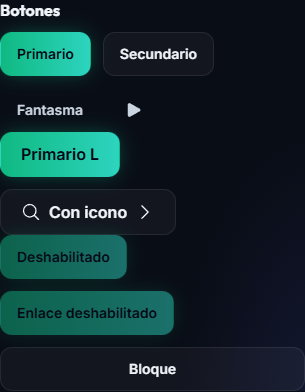 Botones
Primario Secundario
Fantasma
Primario L
Con icono
Deshabilitado
Enlace deshabilitado
Bloque